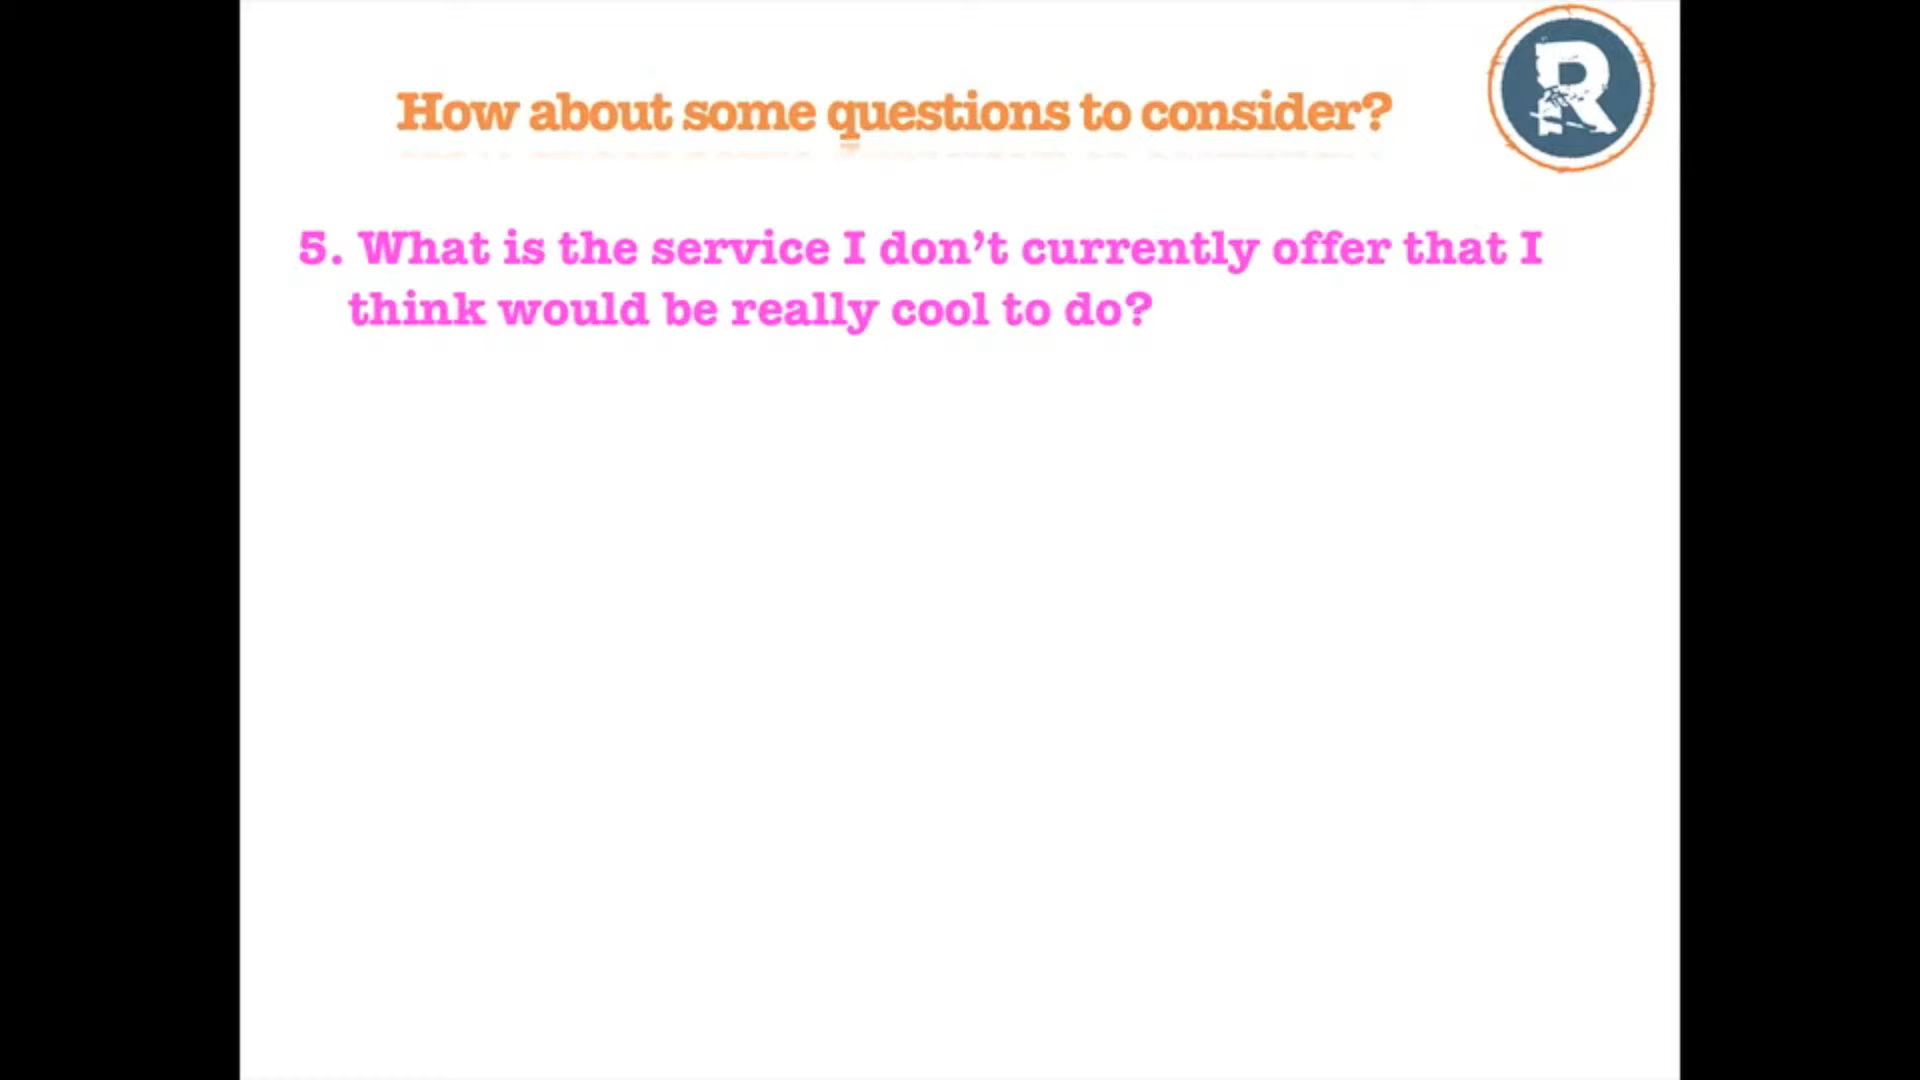 R
How about some questions to consider?
5. What is the service I don’t currently offer that I
think would be really cool to do?